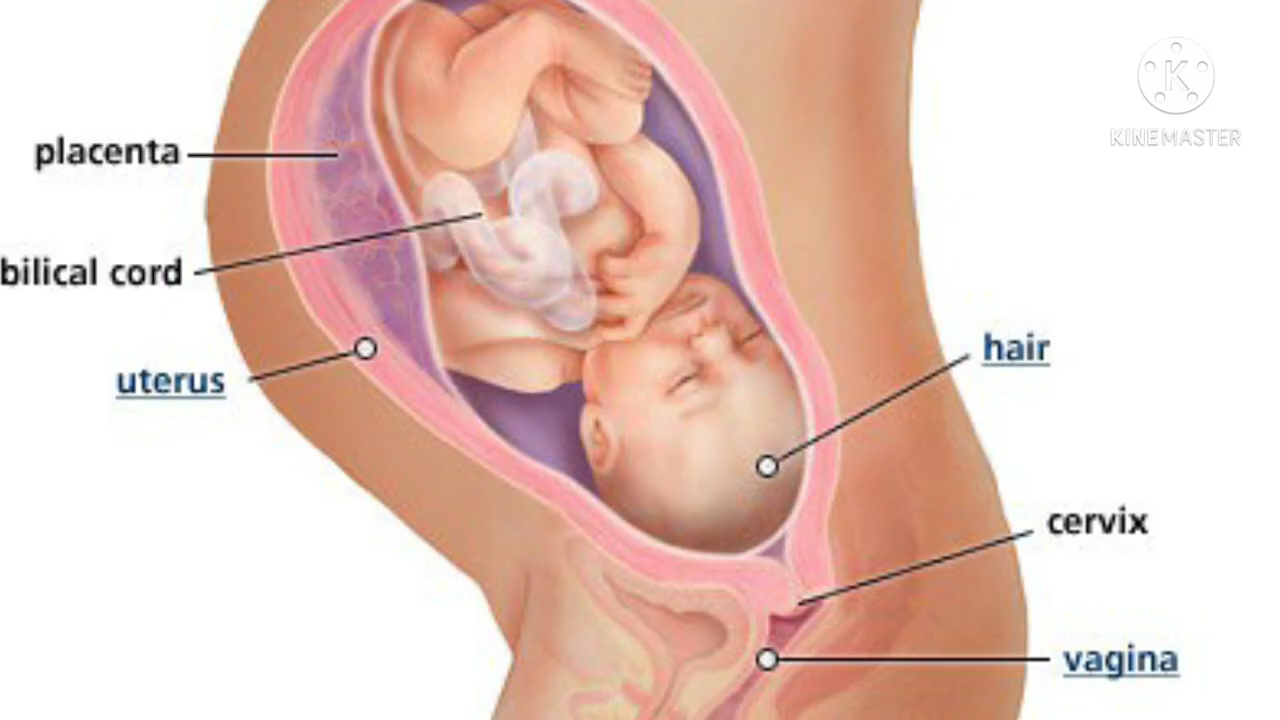 placenta
bilical cord
uterus
hair
cervix
vagina
K
KINEMASTER